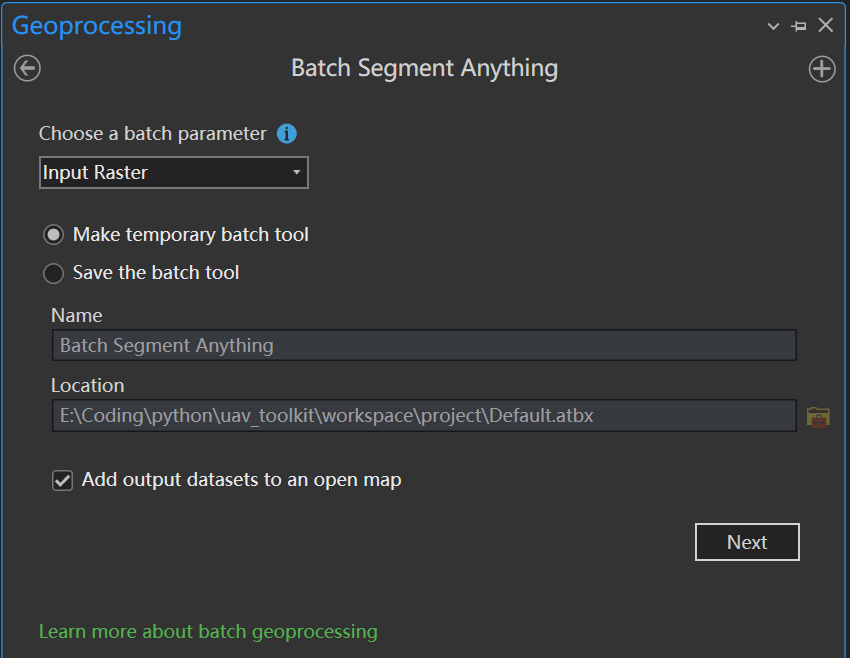 Geoprocessing
Batch Segment Anything
Choose a batch parameter
Input Raster
Make temporary batch tool
Save the batch tool
Name
Batch Segment Anything
Location
E:\Coding\python\uav_toolkit\workspace\project\Default.atbx
Add output datasets to an open map
Next
Learn more about batch geoprocessing